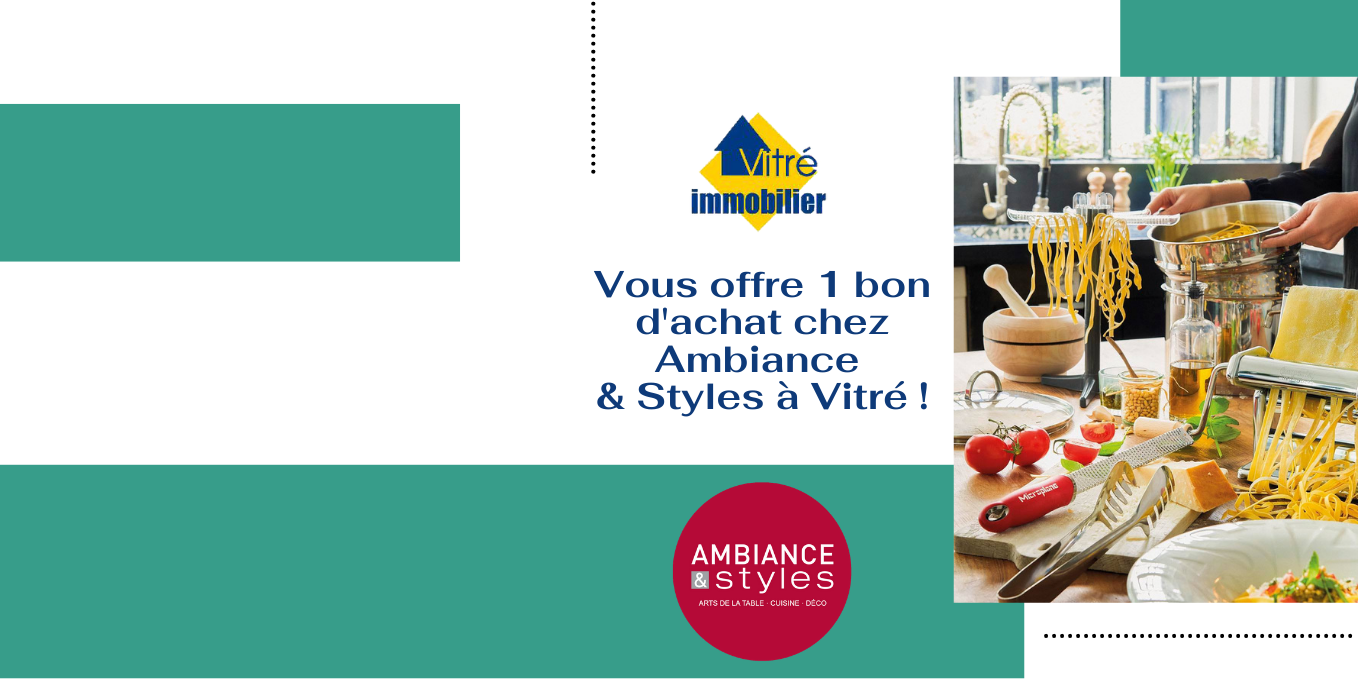 Vitré
immobilier
Vous offre 1 bon
d'achat chez
Ambiance
& Styles à Vitré !
Microplane
AMBIANCE
& styles
ARTS DE LA TABLE · CUISINE · DÉCO